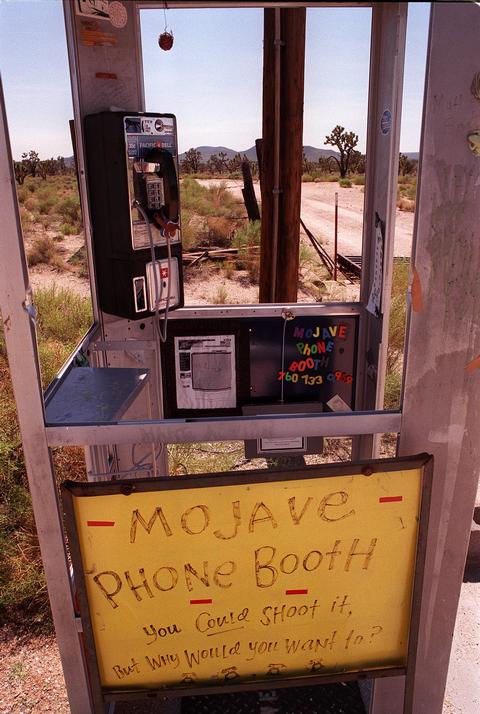 PACIFIC BELL
MOJAVE
PHONE
BOOTH
760 733 9969
MOJAVE
PHONE BOOTH
You Could SHOOT it,
But Why Would you Want to?